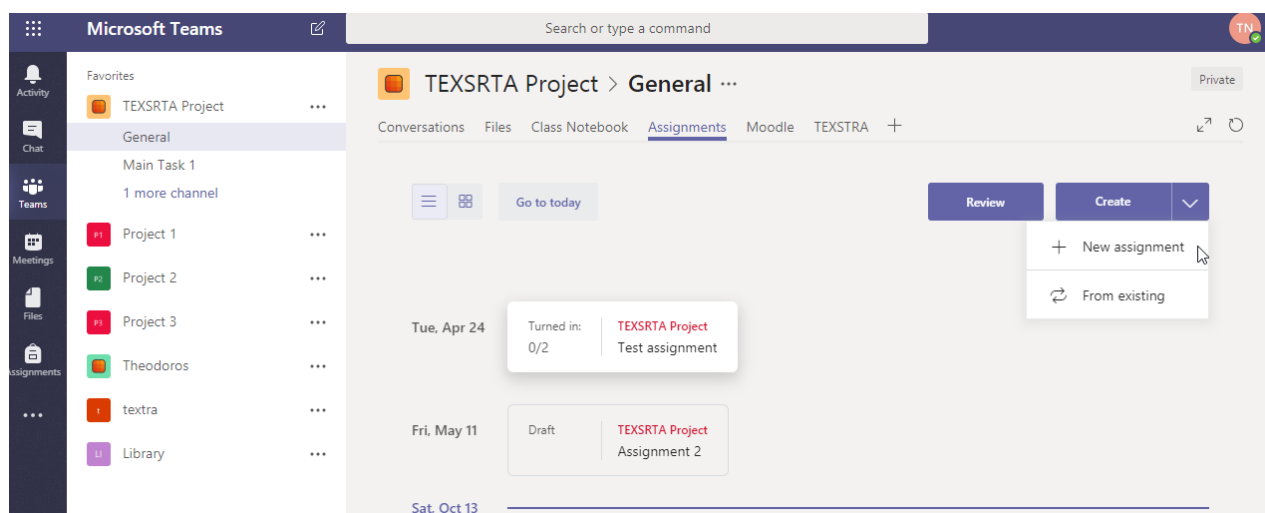 Microsoft Teams
Search or type a command
TN
Activity
Chat
Teams
Meetings
Files
Assignments
Favorites
TEXSRTA Project
General
Main Task 1
1 more channel
P1 Project 1
P2 Project 2
P3 Project 3
Theodoros
t textra
LI Library
TEXSRTA Project > General
Private
Conversations Files Class Notebook Assignments Moodle TEXSTRA
Go to today
Review
Create
New assignment
From existing
Tue, Apr 24
Turned in:
0/2
TEXSRTA Project
Test assignment
Fri, May 11
Draft
TEXSRTA Project
Assignment 2
Sat, Oct 13